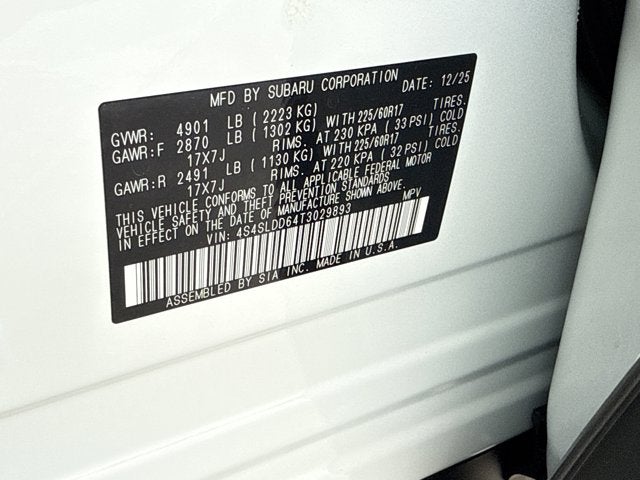 MFD BY SUBARU CORPORATION DATE: 12/25
GVWR: 4901 LB (2223 KG)
GAWR:F 2870 LB (1302 KG) WITH 225/60R17 TIRES.
17X7J RIMS. AT 230 KPA (33 PSI) COLD
GAWR:R 2491 LB (1130 KG) WITH 225/60R17 TIRES.
17X7J RIMS. AT 220 KPA (32 PSI) COLD
THIS VEHICLE CONFORMS TO ALL APPLICABLE FEDERAL MOTOR
VEHICLE SAFETY AND THEFT PREVENTION STANDARDS
IN EFFECT ON THE DATE OF MANUFACTURE SHOWN ABOVE.
VIN: 4S4SLDD64T3029893 MPV
ASSEMBLED BY SIA INC. MADE IN U.S.A.